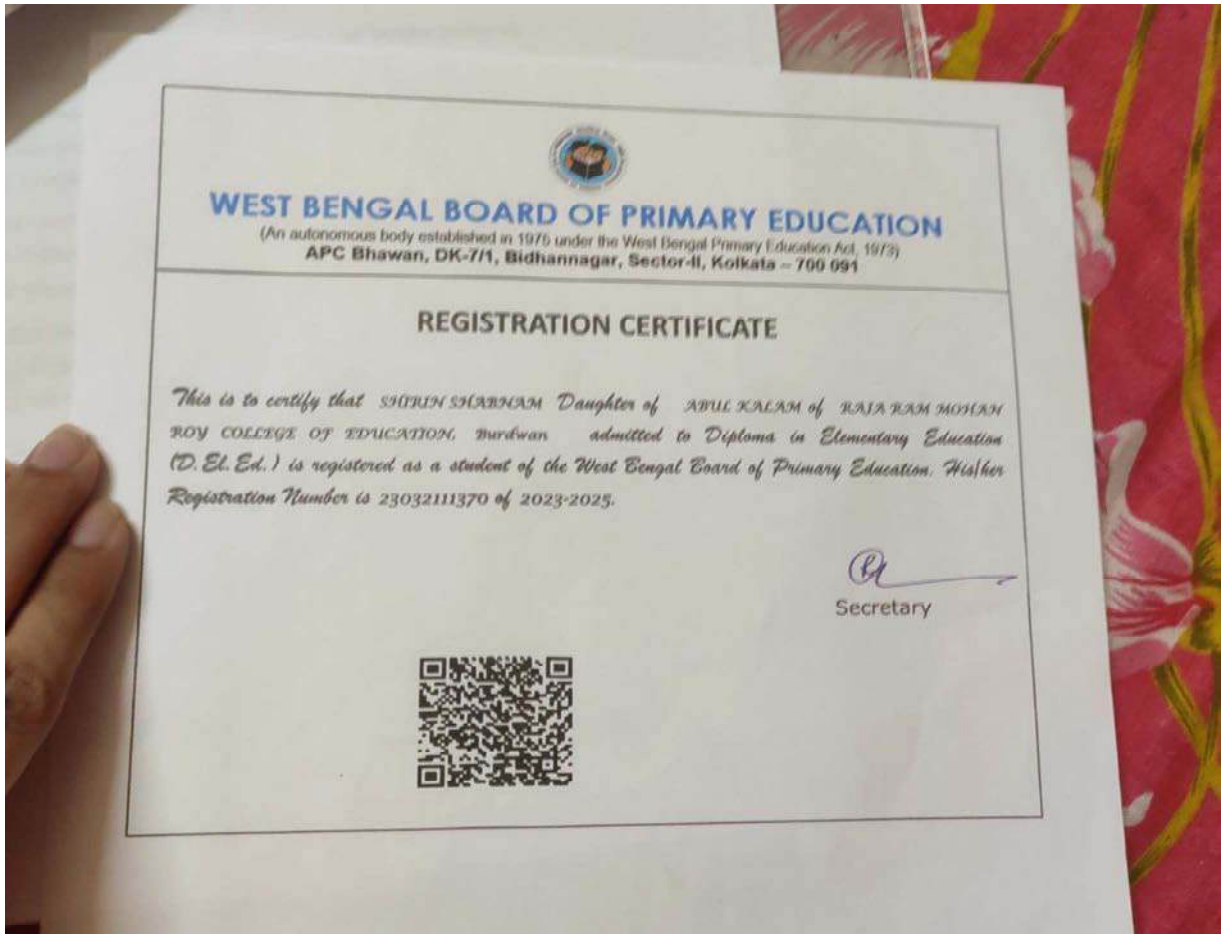 WEST BENGAL BOARD OF PRIMARY EDUCATION
(An autonomous body established in 1975 under the West Bengal Primary Education Act, 1973)
APC Bhawan, DK-7/1, Bidhannagar, Sector-II, Kolkata – 700 091
REGISTRATION CERTIFICATE
This is to certify that SHIRIN SHABNAM Daughter of ABUL KALAM of RAJA RAM MOHAN
ROY COLLEGE OF EDUCATION, Burdwan admitted to Diploma in Elementary Education
(D. El. Ed. ) is registered as a student of the West Bengal Board of Primary Education. His/her
Registration Number is 23032111370 of 2023-2025.
Secretary